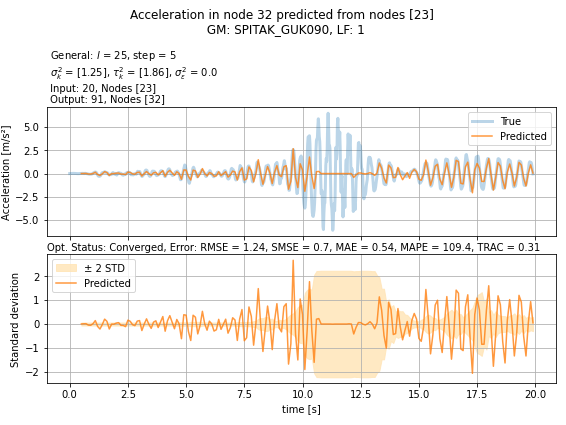 Acceleration in node 32 predicted from nodes [23]
GM: SPITAK_GUK090, LF: 1
General: l = 25, step = 5
σ²ₖ = [1.25], τ²ₖ = [1.86], σ²ε = 0.0
Input: 20, Nodes [23]
Output: 91, Nodes [32]
Acceleration [m/s²]
5.0
2.5
0.0
−2.5
−5.0
True
Predicted
Opt. Status: Converged, Error: RMSE = 1.24, SMSE = 0.7, MAE = 0.54, MAPE = 109.4, TRAC = 0.31
Standard deviation
2
1
0
−1
−2
± 2 STD
Predicted
0.0 2.5 5.0 7.5 10.0 12.5 15.0 17.5 20.0
time [s]